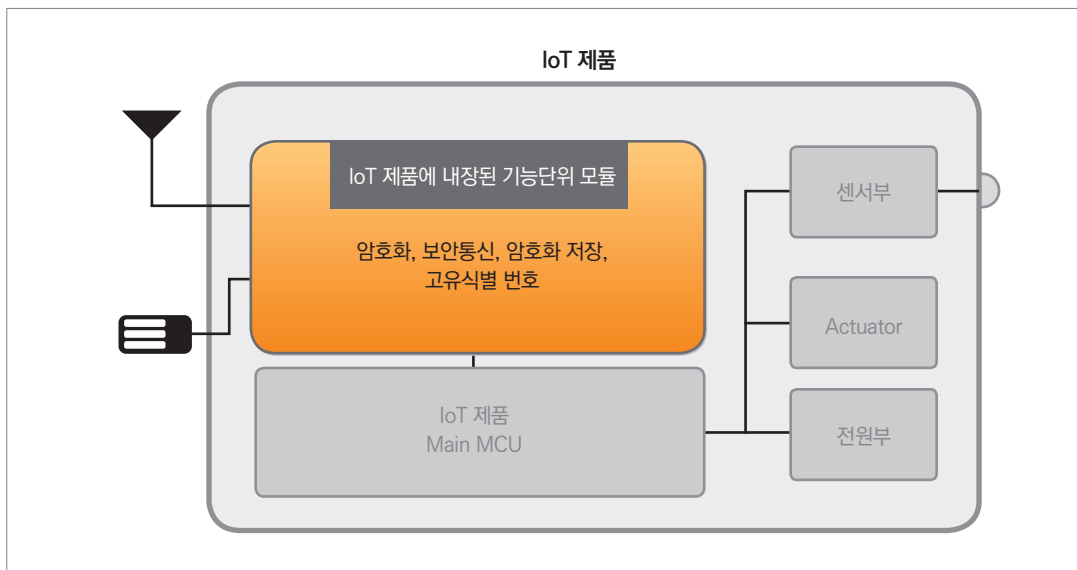 IoT 제품
IoT 제품에 내장된 기능단위 모듈
암호화, 보안통신, 암호화 저장,
고유식별 번호
IoT 제품
Main MCU
센서부
Actuator
전원부